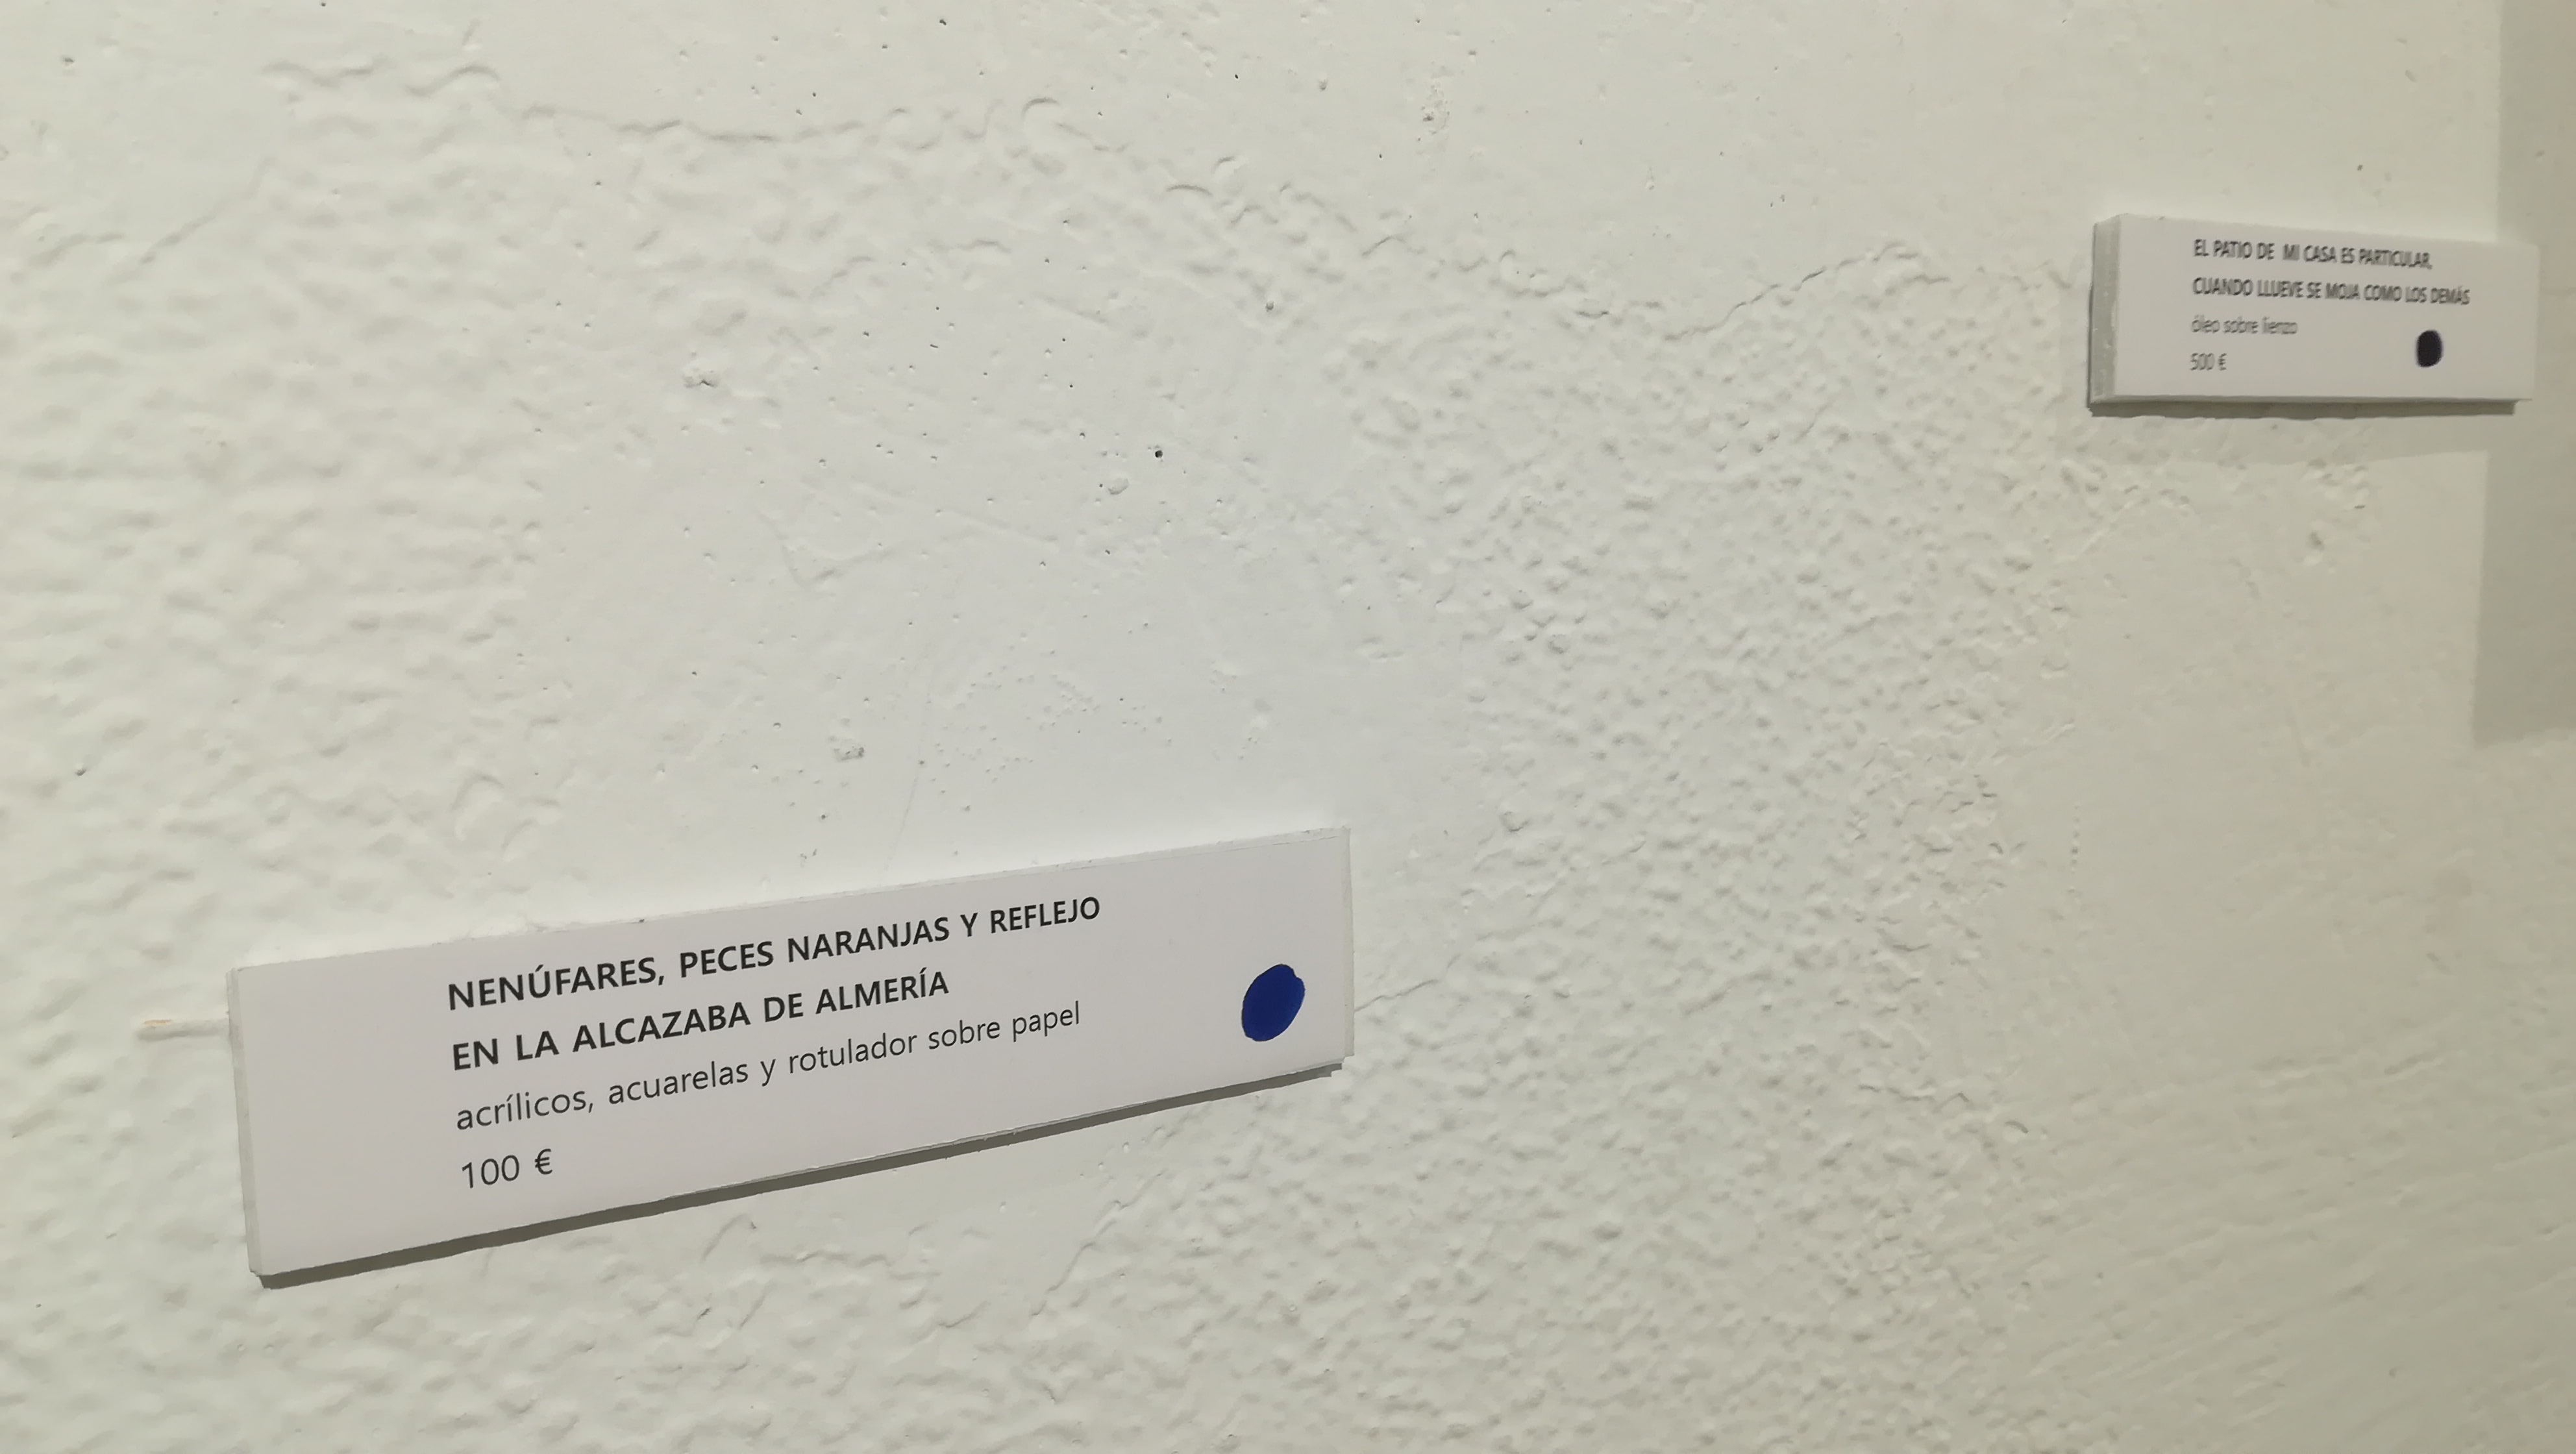 NENÚFARES, PECES NARANJAS Y REFLEJO
EN LA ALCAZABA DE ALMERÍA
acrílicos, acuarelas y rotulador sobre papel
100 €
EL PATIO DE MI CASA ES PARTICULAR,
CUANDO LLUEVE SE MOJA COMO LOS DEMÁS
óleo sobre lienzo
500 €